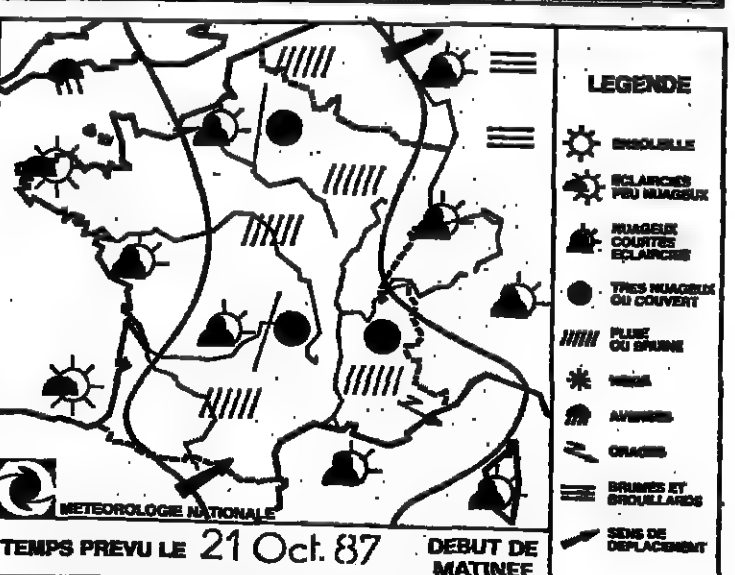 METEOROLOGIE NATIONALE
TEMPS PREVU LE 21 Oct. 87
DEBUT DE
MATINEE
LEGENDE
ENSOLEILLE
ECLAIRCIES
PEU NUAGEUX
NUAGEUX
COURTES
ECLAIRCIES
TRES NUAGEUX
OU COUVERT
PLUIE
OU BRUINE
NEIGE
AVERSES
ORAGES
BRUMES ET
BROUILLARDS
SENS DE
DEPLACEMENT